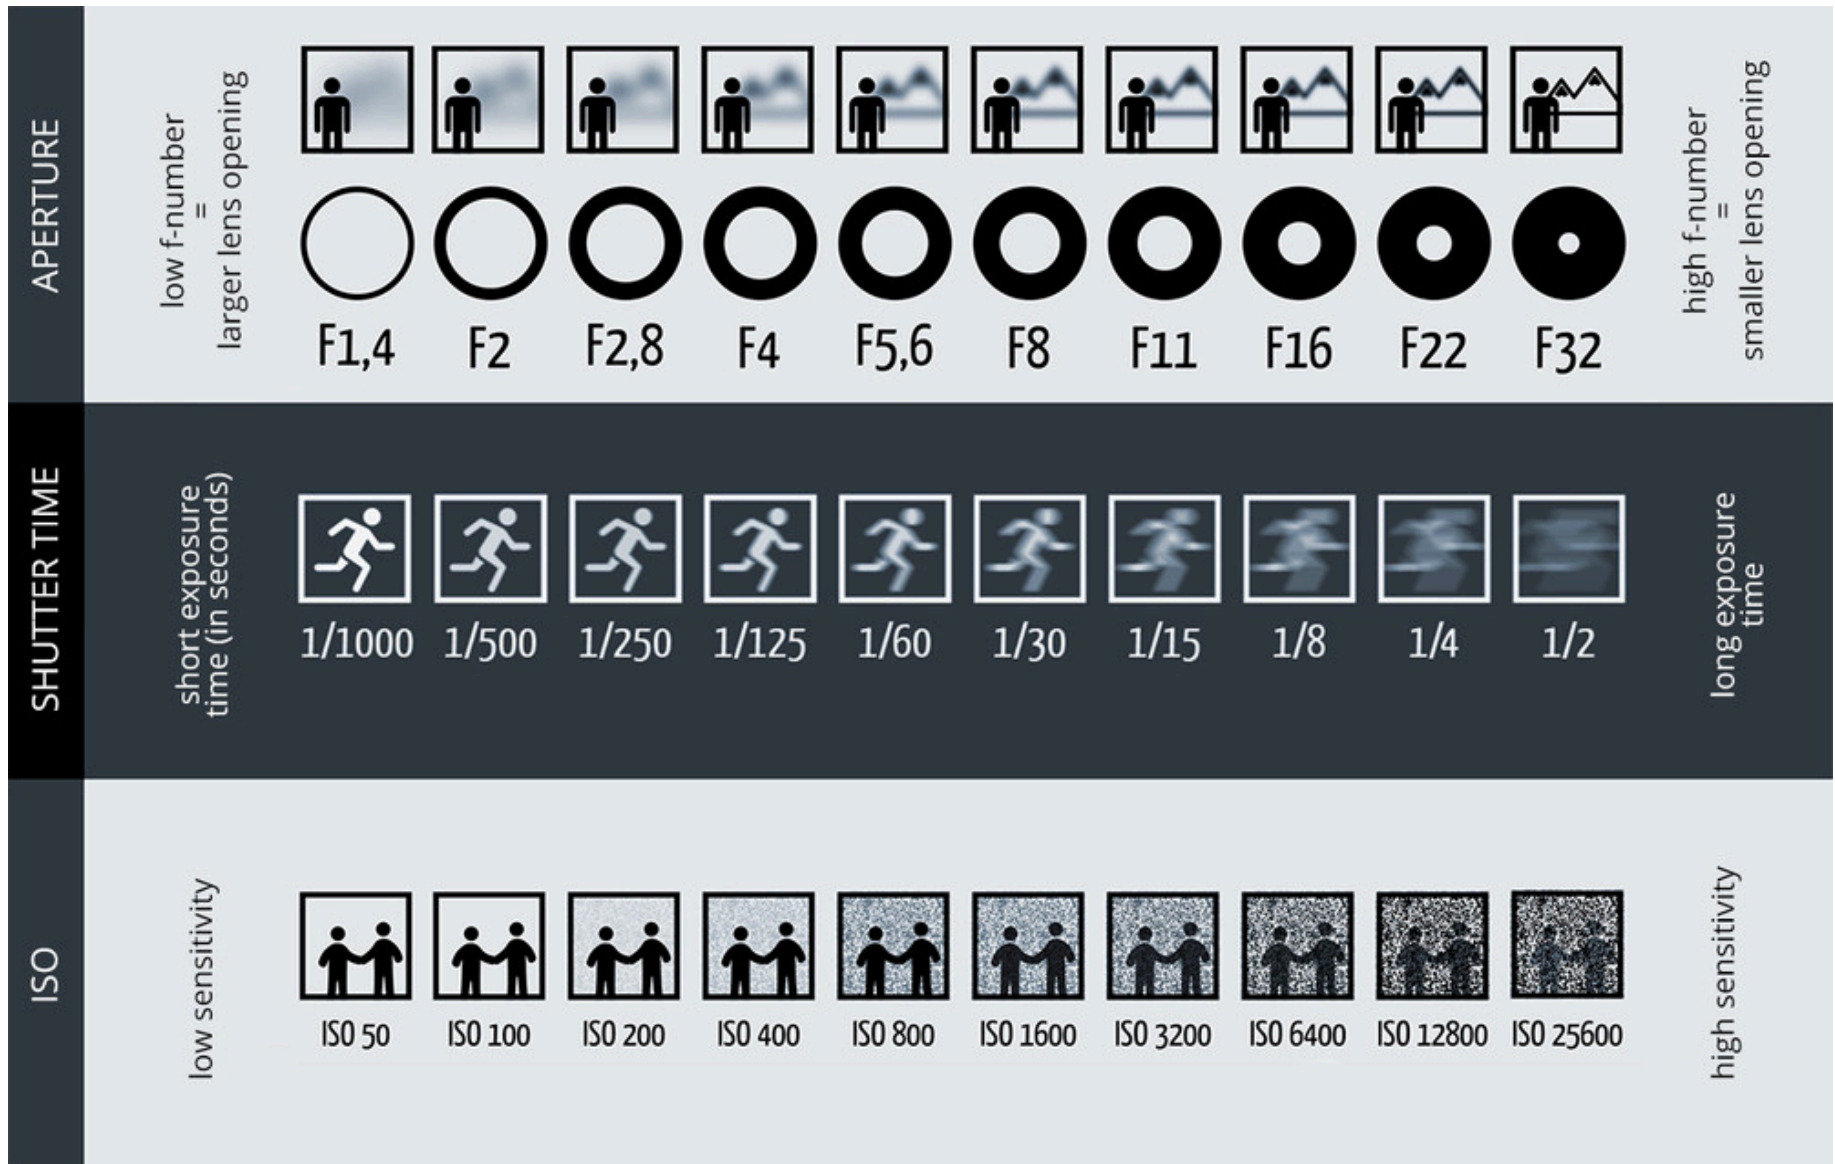 APERTURE
low f-number
=
larger lens opening
F1,4 F2 F2,8 F4 F5,6 F8 F11 F16 F22 F32
high f-number
=
smaller lens opening
SHUTTER TIME
short exposure
time (in seconds)
1/1000 1/500 1/250 1/125 1/60 1/30 1/15 1/8 1/4 1/2
long exposure
time
ISO
low sensitivity
ISO 50 ISO 100 ISO 200 ISO 400 ISO 800 ISO 1600 ISO 3200 ISO 6400 ISO 12800 ISO 25600
high sensitivity